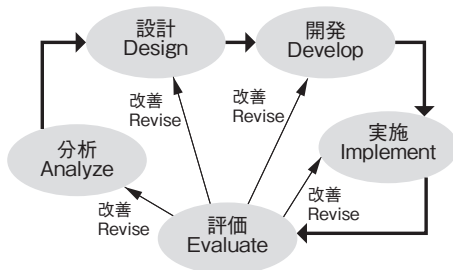 設計
Design
開発
Develop
改善
Revise
改善
Revise
分析
Analyze
実施
Implement
改善
Revise
評価
Evaluate
改善
Revise